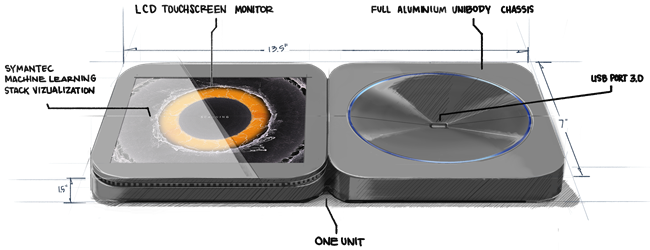 LCD TOUCHSCREEN MONITOR
FULL ALUMINIUM UNIBODY CHASSIS
13.5"
SYMANTEC
MACHINE LEARNING
STACK VIZUALIZATION
USB PORT 3.0
7"
1.5"
ONE UNIT